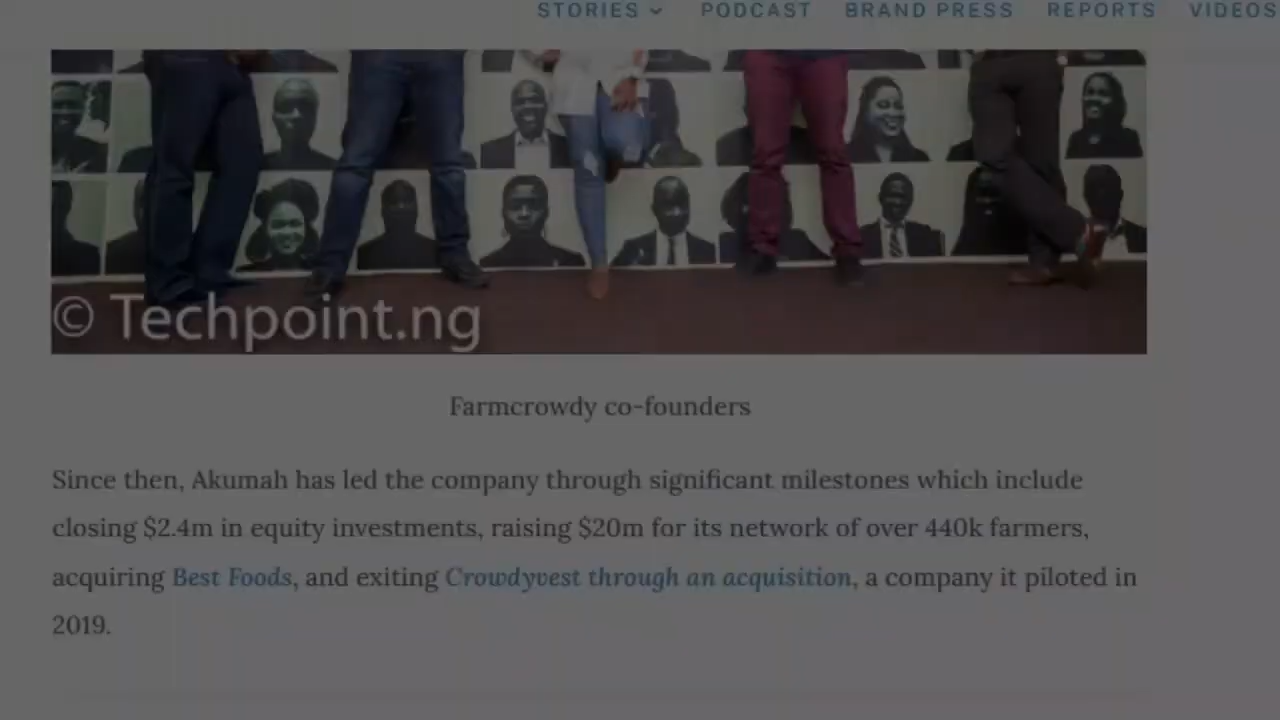 STORIES PODCAST BRAND PRESS REPORTS VIDEOS
© Techpoint.ng
Farmcrowdy co-founders
Since then, Akumah has led the company through significant milestones which include
closing $2.4m in equity investments, raising $20m for its network of over 440k farmers,
acquiring Best Foods, and exiting Crowdyvest through an acquisition, a company it piloted in
2019.